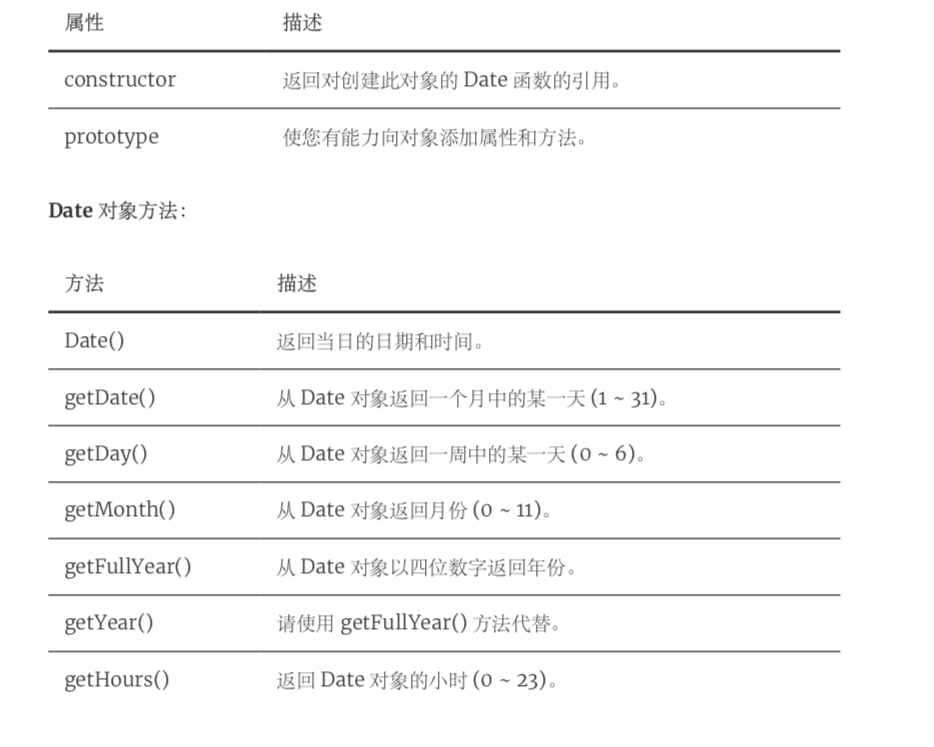 属性 描述
constructor 返回对创建此对象的 Date 函数的引用。
prototype 使您有能力向对象添加属性和方法。
Date 对象方法：
方法 描述
Date() 返回当日的日期和时间。
getDate() 从 Date 对象返回一个月中的某一天 (1 ~ 31)。
getDay() 从 Date 对象返回一周中的某一天 (0 ~ 6)。
getMonth() 从 Date 对象返回月份 (0 ~ 11)。
getFullYear() 从 Date 对象以四位数字返回年份。
getYear() 请使用 getFullYear() 方法代替。
getHours() 返回 Date 对象的小时 (0 ~ 23)。